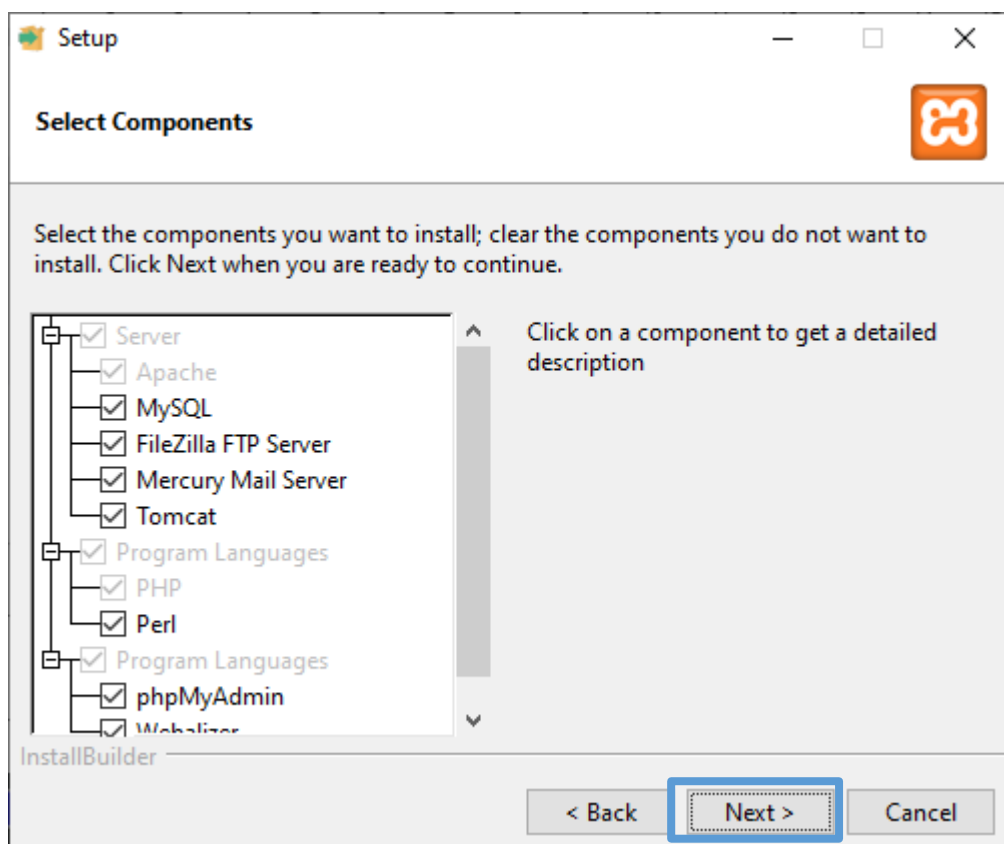 Setup
Select Components
Select the components you want to install; clear the components you do not want to
install. Click Next when you are ready to continue.
Server
Apache
MySQL
FileZilla FTP Server
Mercury Mail Server
Tomcat
Program Languages
PHP
Perl
Program Languages
phpMyAdmin
Webalizer
Click on a component to get a detailed
description
InstallBuilder
< Back
Next >
Cancel